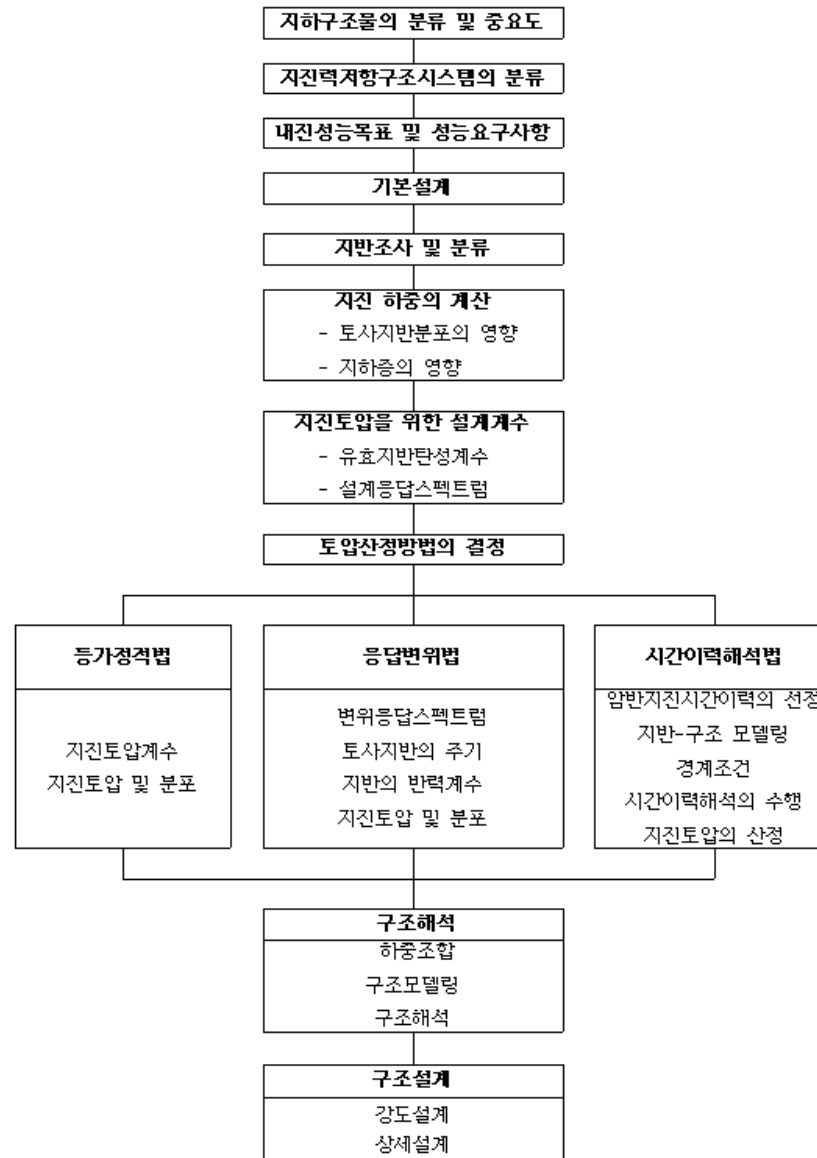 지하구조물의 분류 및 중요도
지진력저항구조시스템의 분류
내진성능목표 및 성능요구사항
기본설계
지반조사 및 분류
지진 하중의 계산
- 토사지반분포의 영향
- 지하층의 영향
지진토압을 위한 설계계수
- 유효지반탄성계수
- 설계응답스펙트럼
토압산정방법의 결정
등가정적법
지진토압계수
지진토압 및 분포
응답변위법
변위응답스펙트럼
토사지반의 주기
지반의 반력계수
지진토압 및 분포
시간이력해석법
암반지진시간이력의 선정
지반-구조 모델링
경계조건
시간이력해석의 수행
지진토압의 산정
구조해석
하중조합
구조모델링
구조해석
구조설계
강도설계
상세설계